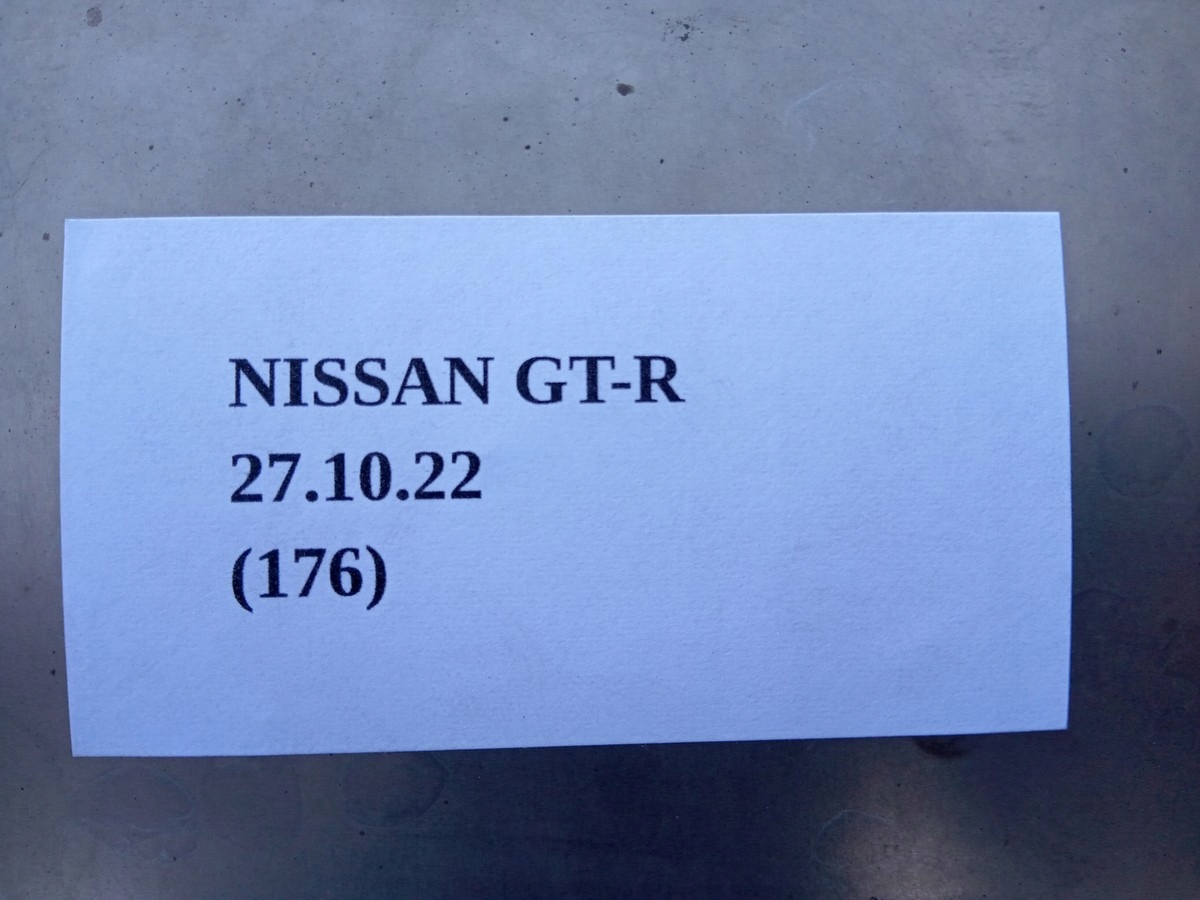 NISSAN GT-R
27.10.22
(176)